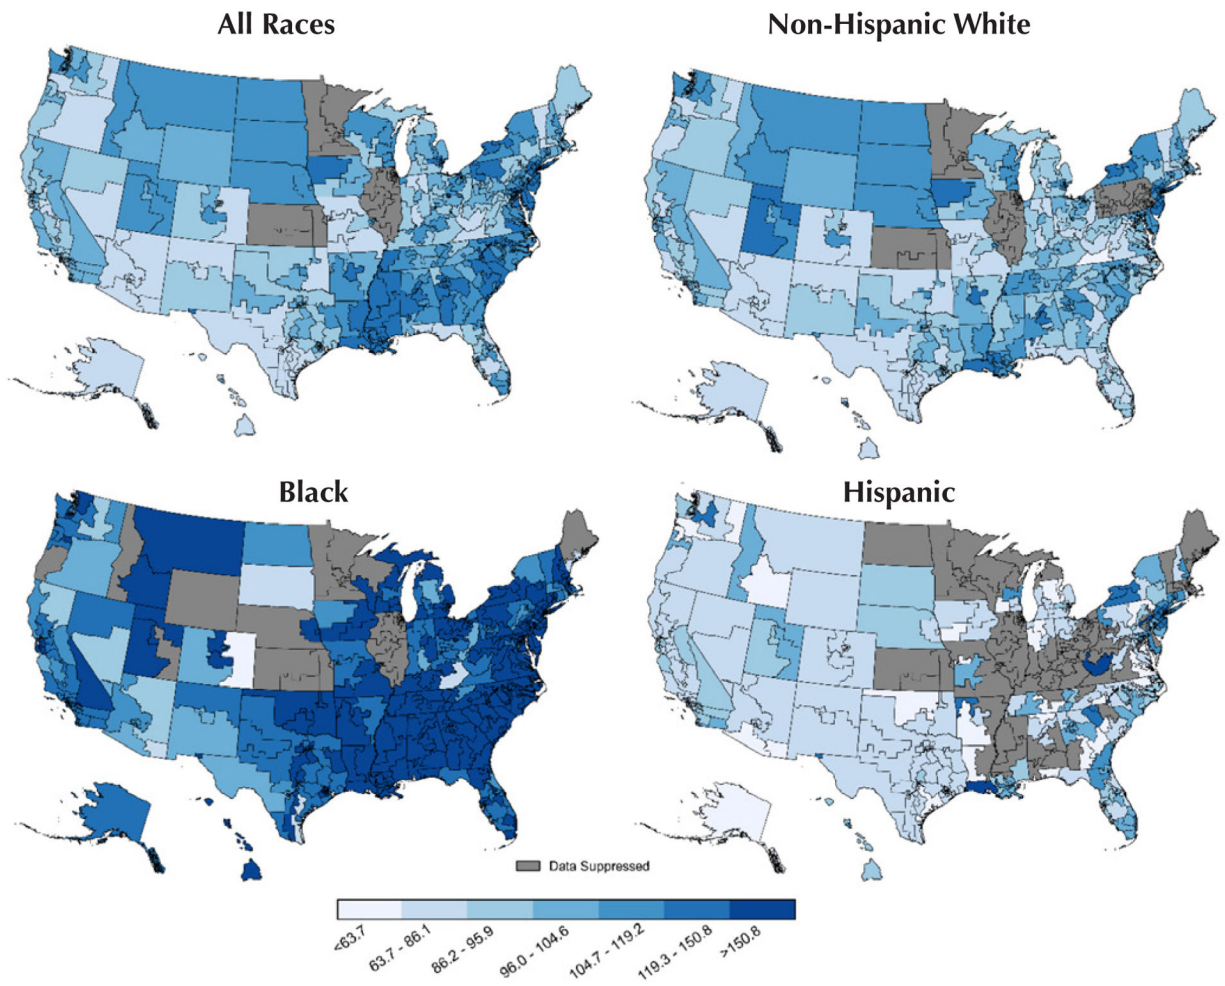 All Races
Non-Hispanic White
Black
Hispanic
Data Suppressed
<63.7
63.7 - 86.1
86.2 - 95.9
96.0 - 104.6
104.7 - 119.2
119.3 - 150.8
>150.8